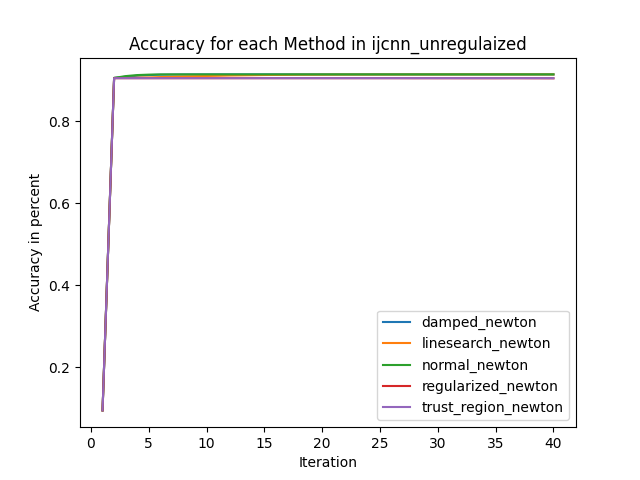 Accuracy for each Method in ijcnn_unregulaized
Accuracy in percent
0.8
0.6
0.4
0.2
damped_newton
linesearch_newton
normal_newton
regularized_newton
trust_region_newton
0 5 10 15 20 25 30 35 40
Iteration